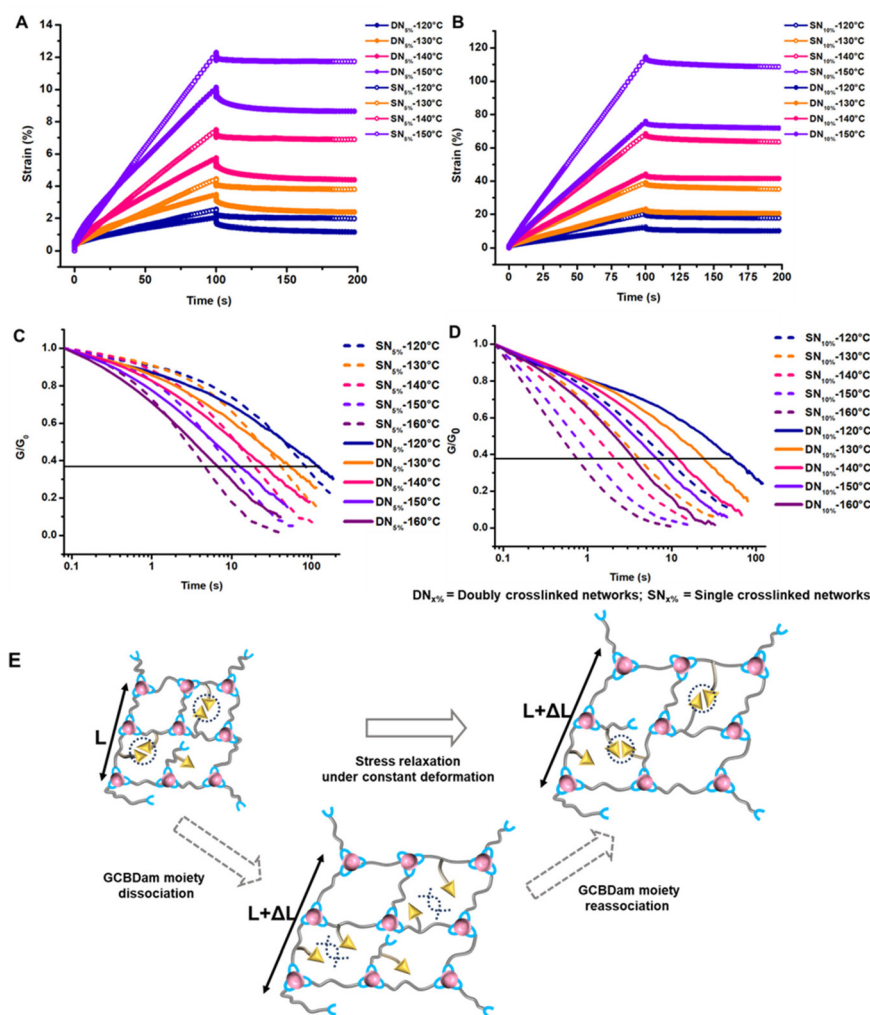 A
Strain (%)
14
12
10
8
6
4
2
0
0
50
100
150
200
Time (s)
DN5%-120°C
DN5%-130°C
DN5%-140°C
DN5%-150°C
SN5%-120°C
SN5%-130°C
SN5%-140°C
SN5%-150°C
B
Strain (%)
120
100
80
60
40
20
0
0
25
50
75
100
125
150
175
200
Time (s)
SN10%-120°C
SN10%-130°C
SN10%-140°C
SN10%-150°C
DN10%-120°C
DN10%-130°C
DN10%-140°C
DN10%-150°C
C
G/G0
1.0
0.8
0.6
0.4
0.2
0.0
0.1
1
10
100
Time (s)
SN5%-120°C
SN5%-130°C
SN5%-140°C
SN5%-150°C
SN5%-160°C
DN5%-120°C
DN5%-130°C
DN5%-140°C
DN5%-150°C
DN5%-160°C
D
G/G0
1.0
0.8
0.6
0.4
0.2
0.0
0.1
1
10
100
Time (s)
SN10%-120°C
SN10%-130°C
SN10%-140°C
SN10%-150°C
SN10%-160°C
DN10%-120°C
DN10%-130°C
DN10%-140°C
DN10%-150°C
DN10%-160°C
DNx% = Doubly crosslinked networks; SNx% = Single crosslinked networks
E
L
Stress relaxation
under constant deformation
L+ΔL
GCBDam moiety
dissociation
L+ΔL
GCBDam moiety
reassociation